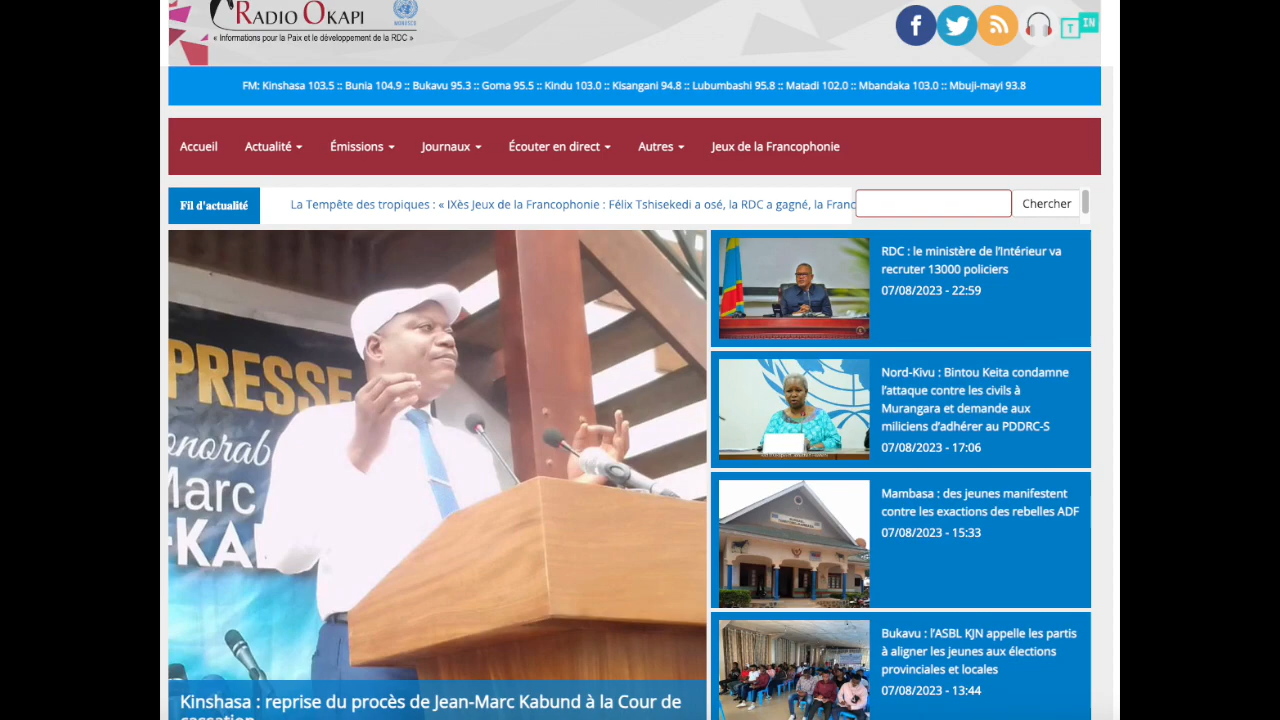 RADIO OKAPI
MONUSCO
« Informations pour la Paix et le développement de la RDC »
T IN
FM: Kinshasa 103.5 :: Bunia 104.9 :: Bukavu 95.3 :: Goma 95.5 :: Kindu 103.0 :: Kisangani 94.8 :: Lubumbashi 95.8 :: Matadi 102.0 :: Mbandaka 103.0 :: Mbuji-mayi 93.8
Accueil Actualité Émissions Journaux Écouter en direct Autres Jeux de la Francophonie
Fil d'actualité
La Tempête des tropiques : « IXès Jeux de la Francophonie : Félix Tshisekedi a osé, la RDC a gagné, la Franc
Chercher
PRESSE
onorab
Marc
-KA
Kinshasa : reprise du procès de Jean-Marc Kabund à la Cour de
cassation
RDC : le ministère de l’Intérieur va
recruter 13000 policiers
07/08/2023 - 22:59
Nord-Kivu : Bintou Keita condamne
l’attaque contre les civils à
Murangara et demande aux
miliciens d’adhérer au PDDRC-S
07/08/2023 - 17:06
Mambasa : des jeunes manifestent
contre les exactions des rebelles ADF
07/08/2023 - 15:33
Bukavu : l’ASBL KJN appelle les partis
à aligner les jeunes aux élections
provinciales et locales
07/08/2023 - 13:44